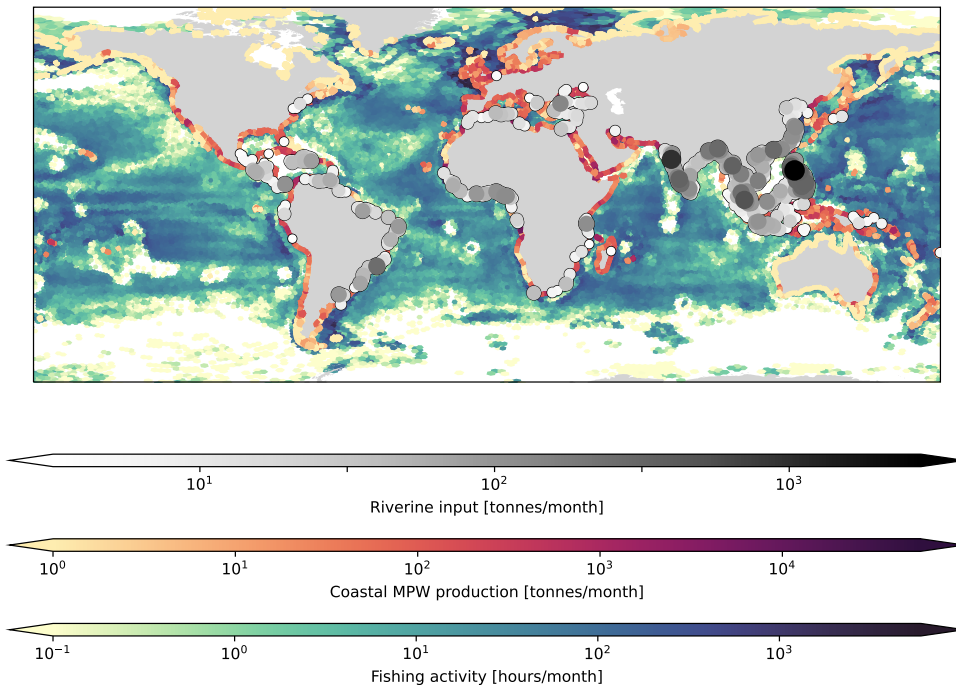 10¹ 10² 10³
Riverine input [tonnes/month]
10⁰ 10¹ 10² 10³ 10⁴
Coastal MPW production [tonnes/month]
10⁻¹ 10⁰ 10¹ 10² 10³
Fishing activity [hours/month]